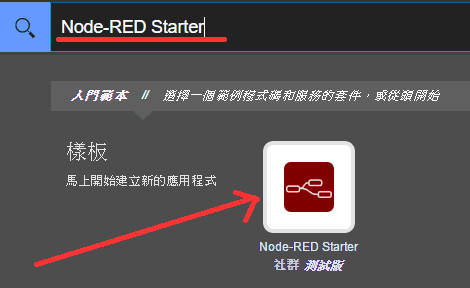 Node-RED Starter
入門範本 // 選擇一個範例程式碼和服務的套件，或從頭開始
樣板
馬上開始建立新的應用程式
Node-RED Starter
社群 測試版